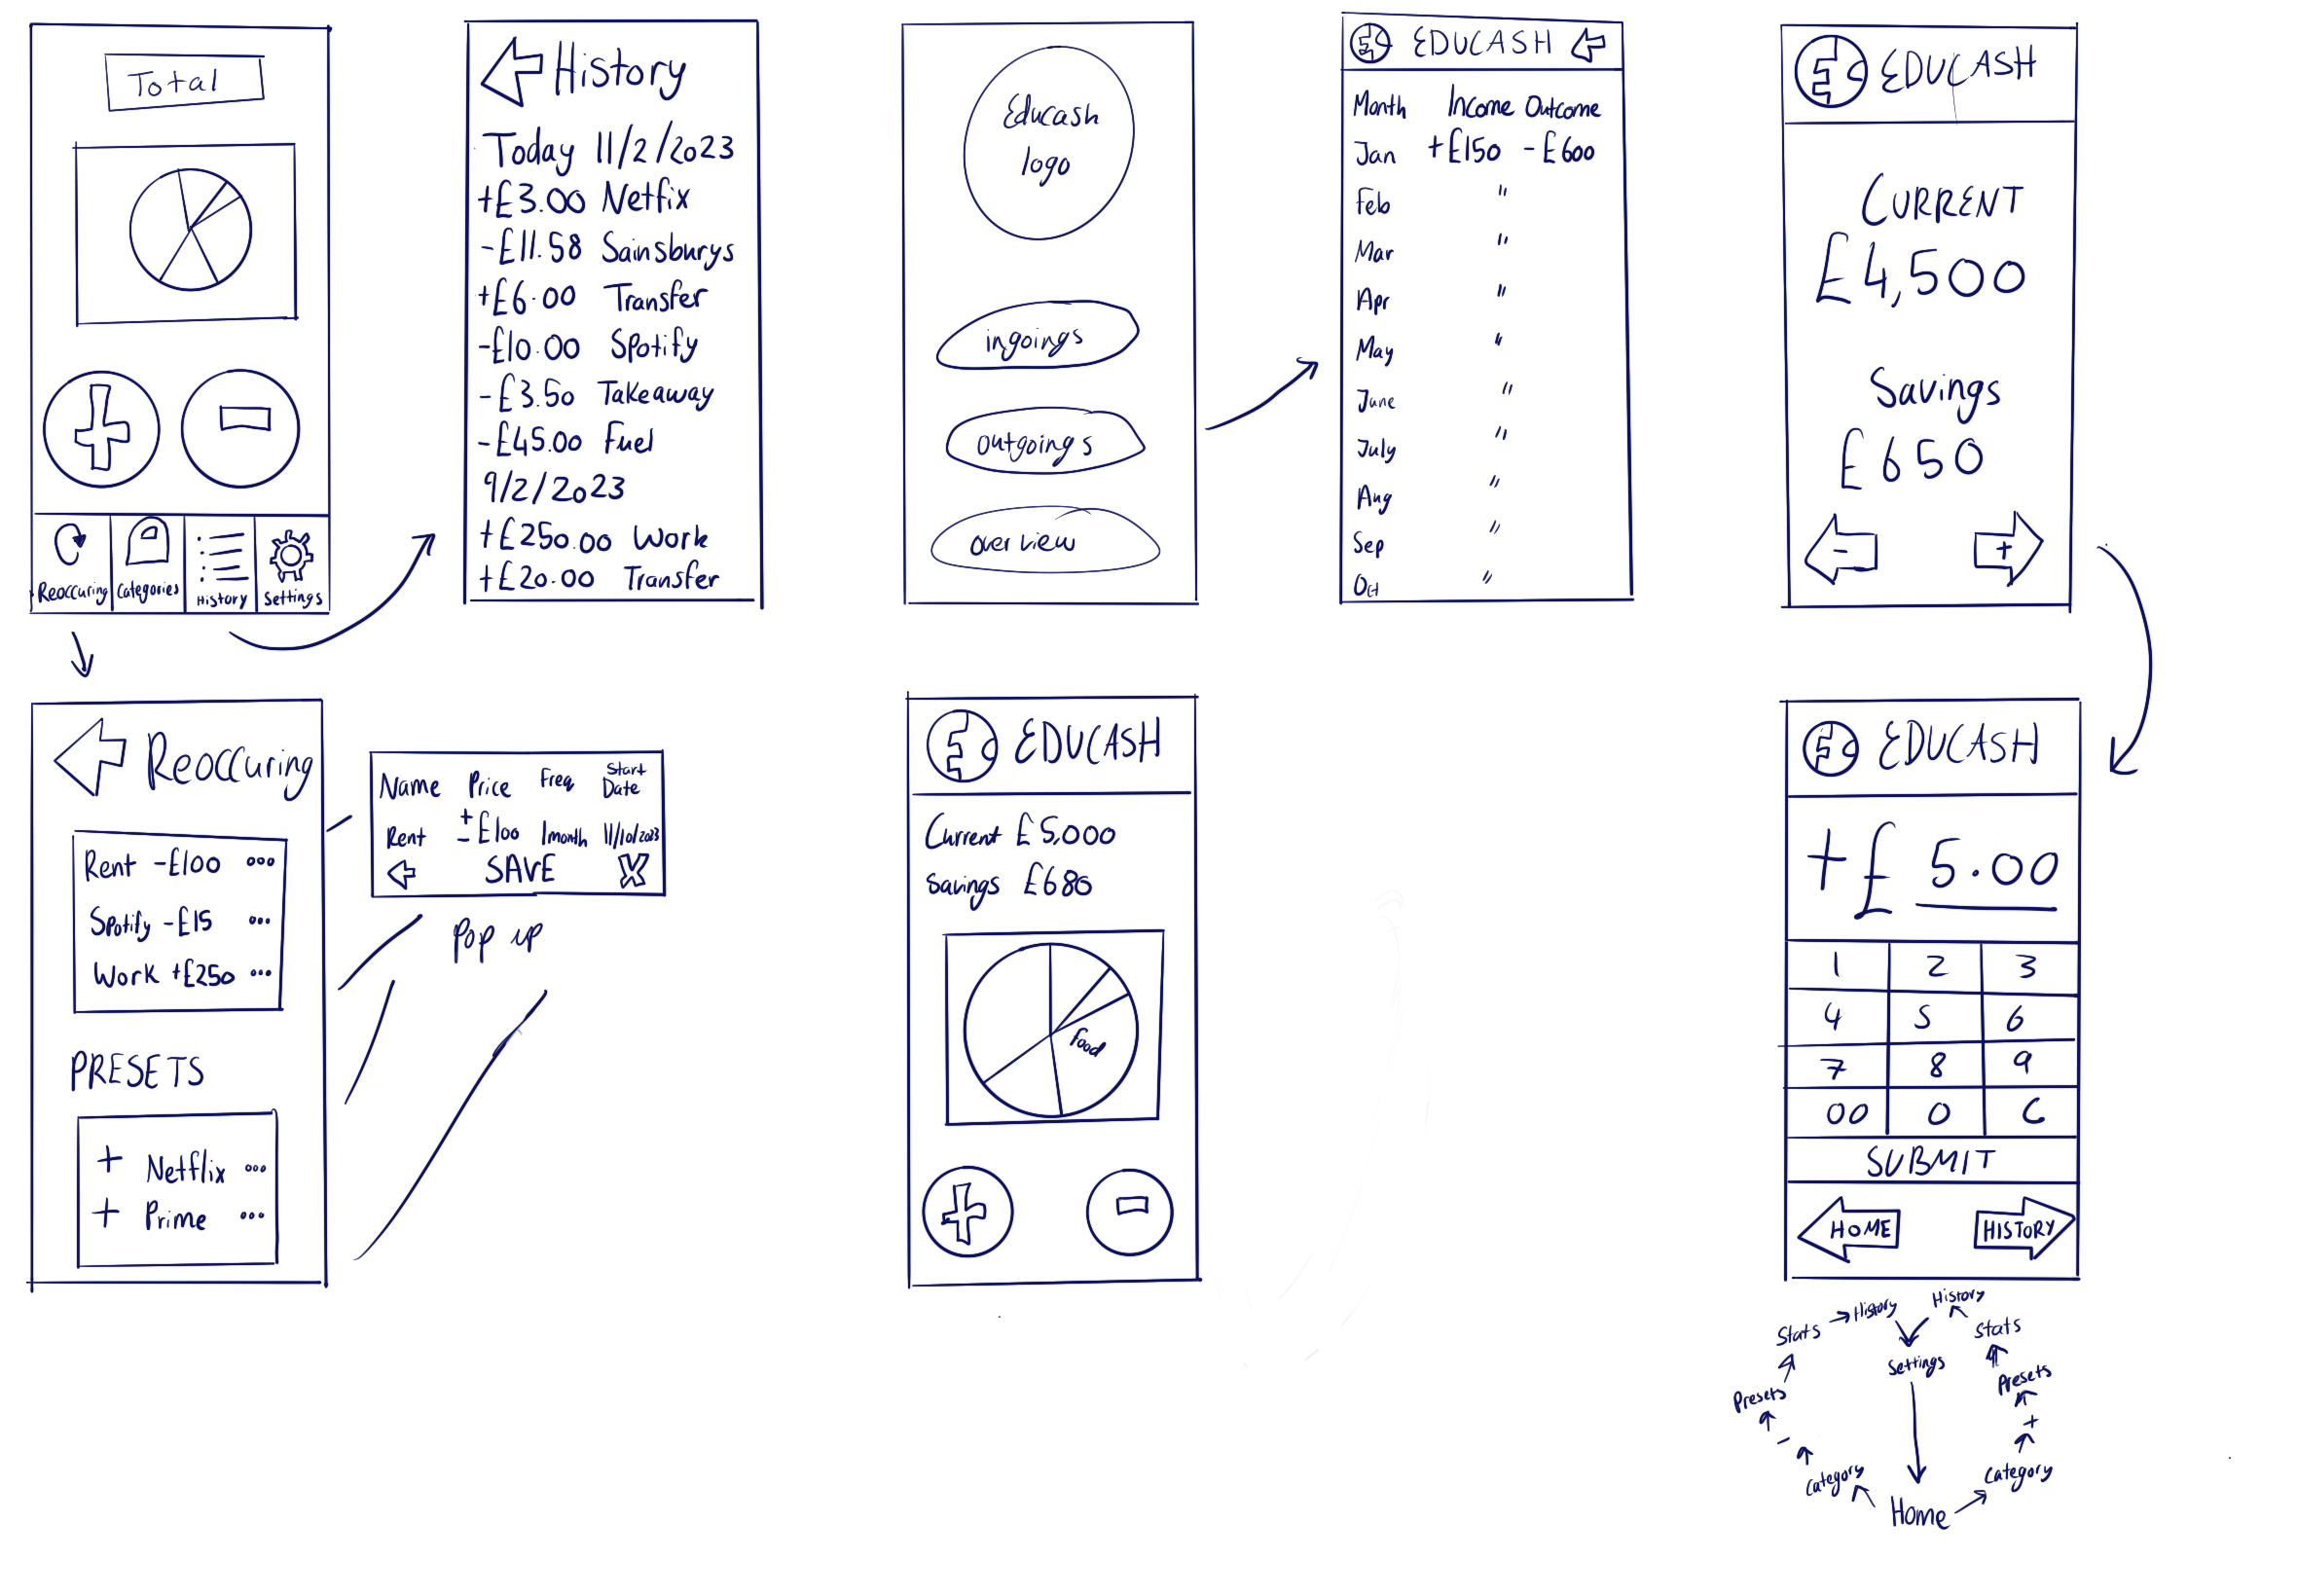 Total
Reoccuring Categories History Settings
History
Today 11/2/2023
+£3.00 Netfix
-£11.58 Sainsburys
+£6.00 Transfer
-£10.00 Spotify
-£3.50 Takeaway
-£45.00 Fuel
9/2/2023
+£250.00 Work
+£20.00 Transfer
Educash
logo
ingoings
outgoings
overview
EDUCASH
Month Income Outcome
Jan +£150 -£600
Feb "
Mar "
Apr "
May "
June "
July "
Aug "
Sep "
Oct "
£ EDUCASH
CURRENT
£4,500
Savings
£650
- +
Reoccuring
Rent -£100 ooo
Spotify -£15 ooo
Work +£250 ooo
PRESETS
+ Netflix ooo
+ Prime ooo
Name Price Freq Start Date
Rent ± £100 1month 11/10/2023
SAVE X
Pop up
£ EDUCASH
Current £5,000
Savings £680
food
£ EDUCASH
+£ 5.00
1 2 3
4 5 6
7 8 9
00 0 C
SUBMIT
HOME HISTORY
Stats History History Stats
Settings
Presets Presets
- +
Category Category
Home